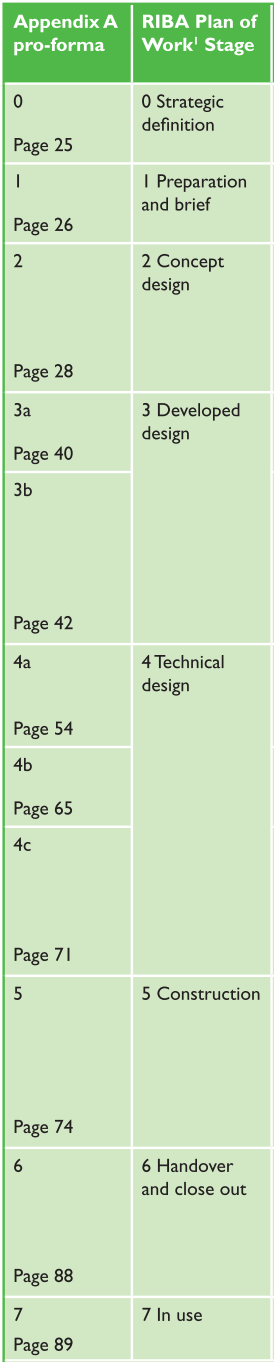 Appendix A
pro-forma
RIBA Plan of
Work¹ Stage
0
Page 25
0 Strategic
definition
1
Page 26
1 Preparation
and brief
2
Page 28
2 Concept
design
3a
Page 40
3 Developed
design
3b
Page 42
4a
Page 54
4 Technical
design
4b
Page 65
4c
Page 71
5
Page 74
5 Construction
6
Page 88
6 Handover
and close out
7
Page 89
7 In use